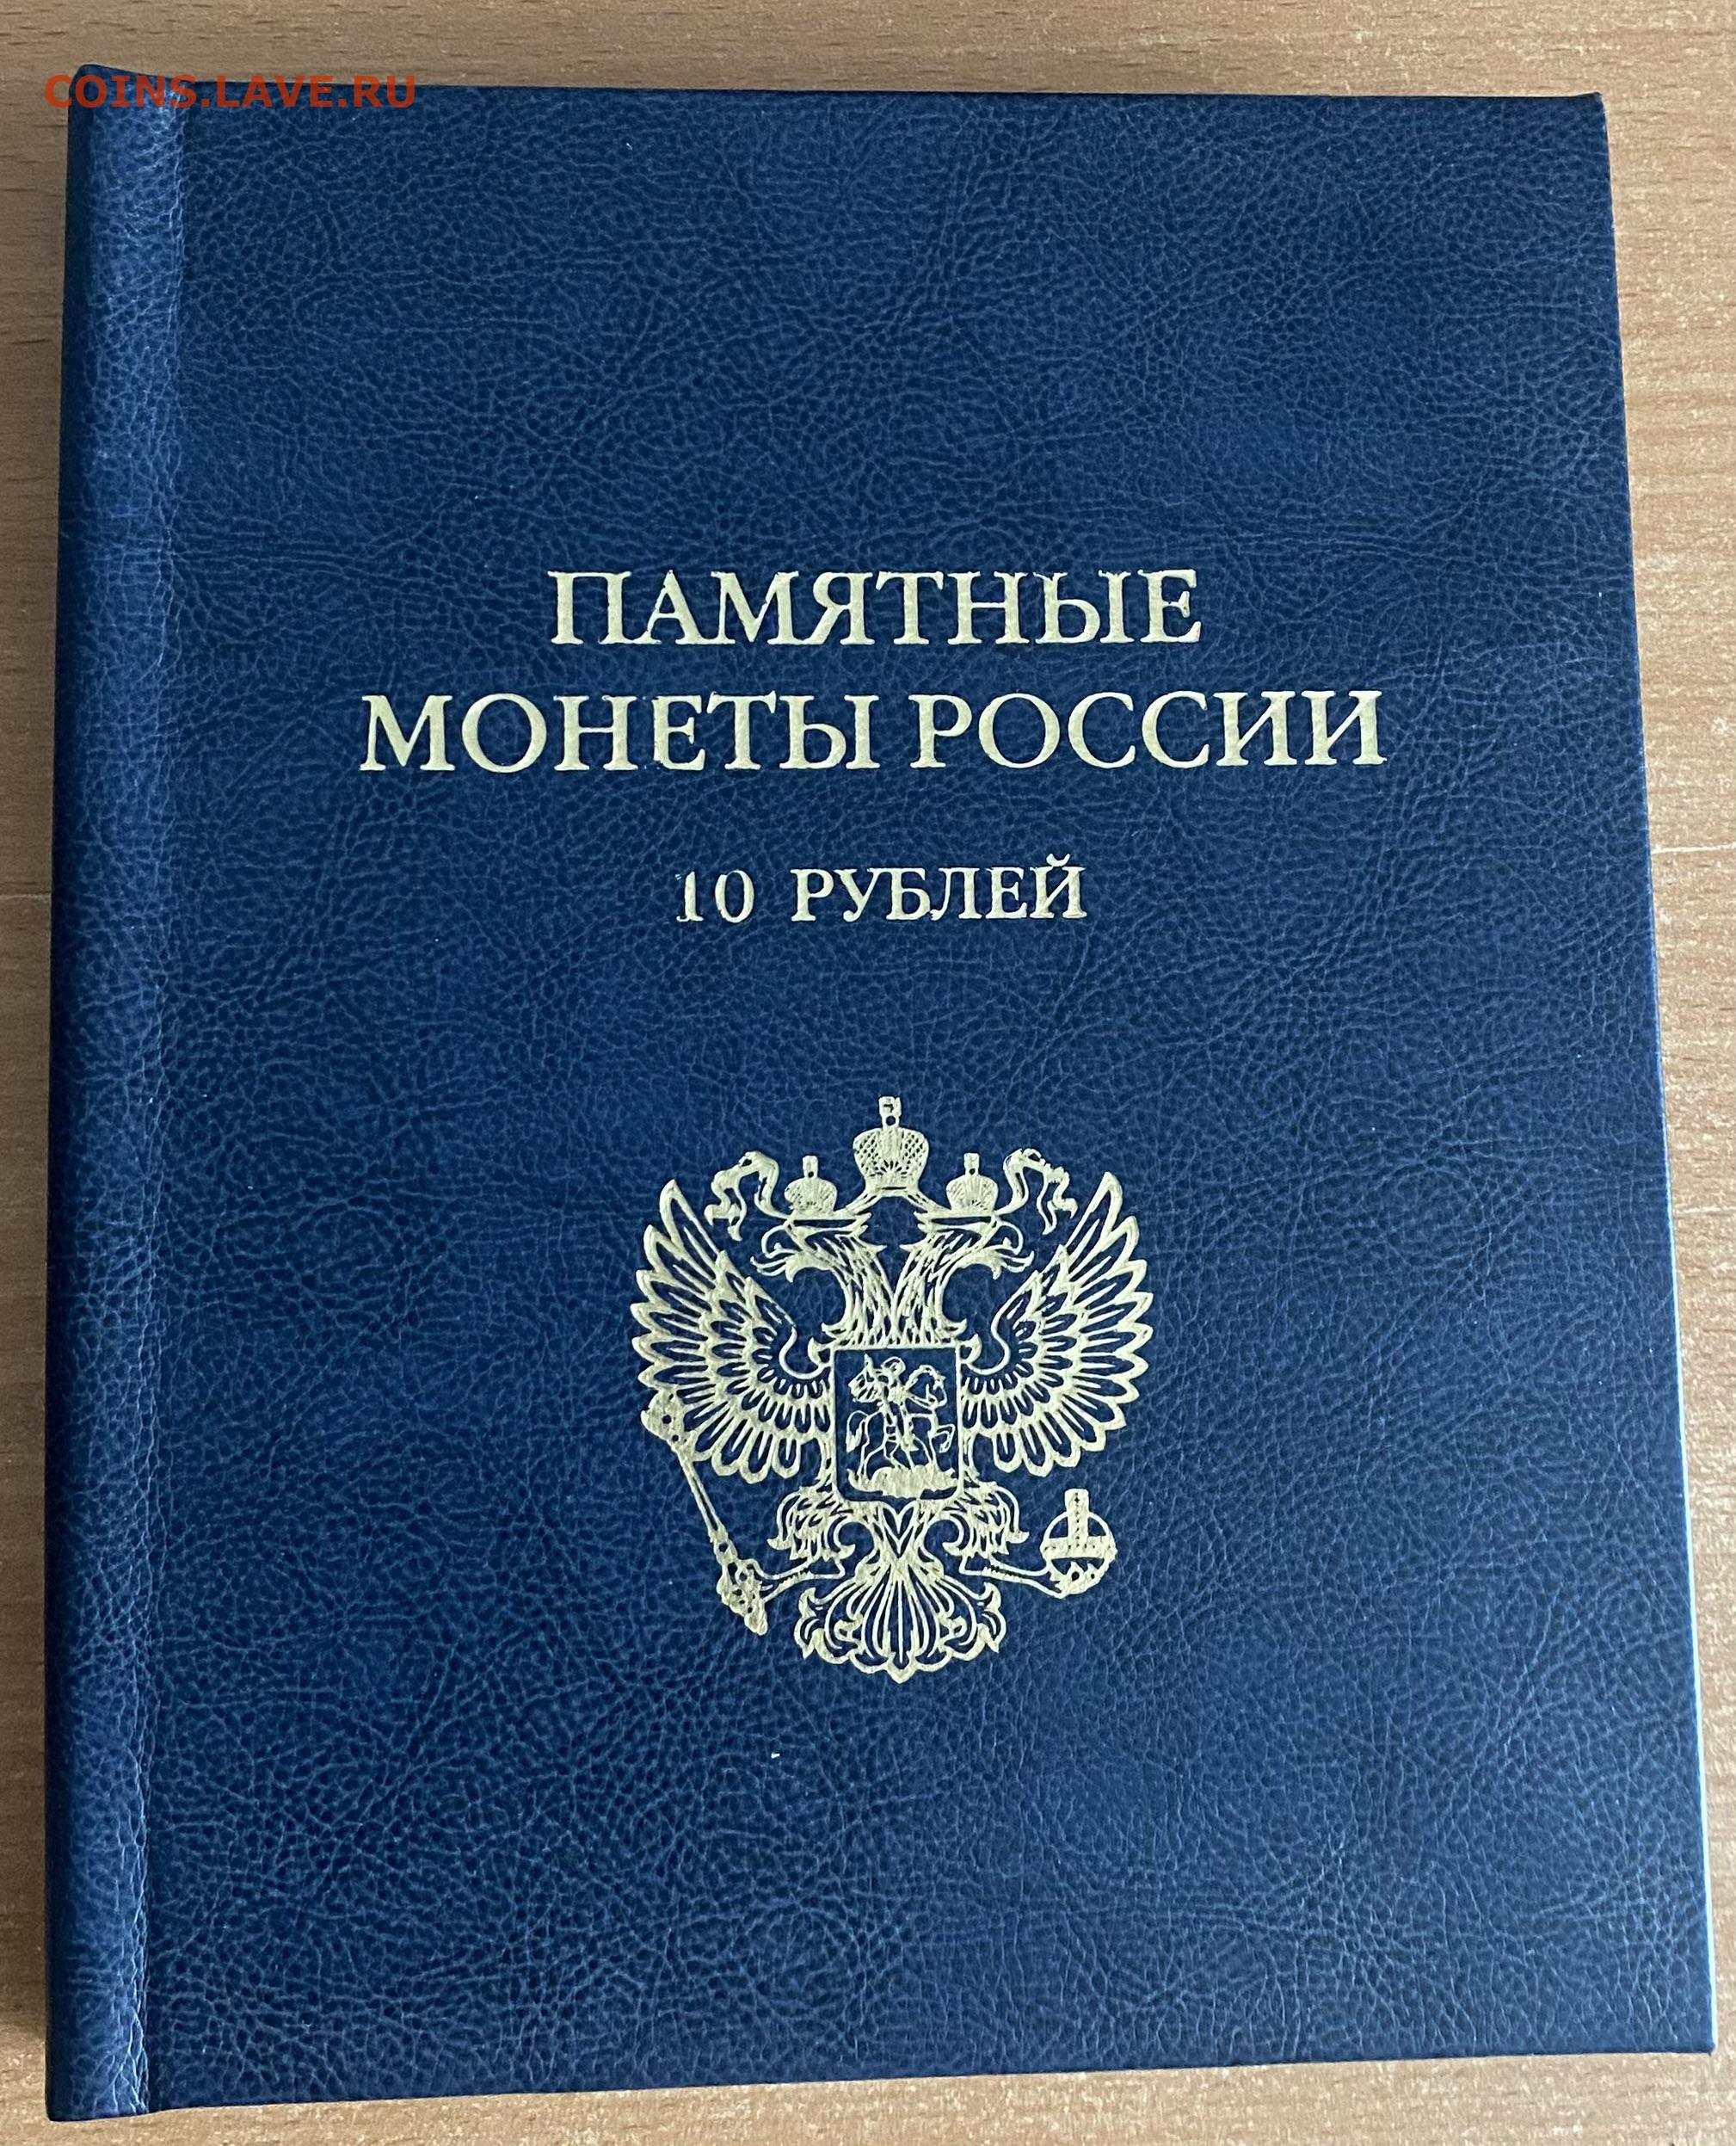 COINS.LAVE.RU
ПАМЯТНЫЕ
МОНЕТЫ РОССИИ
10 РУБЛЕЙ